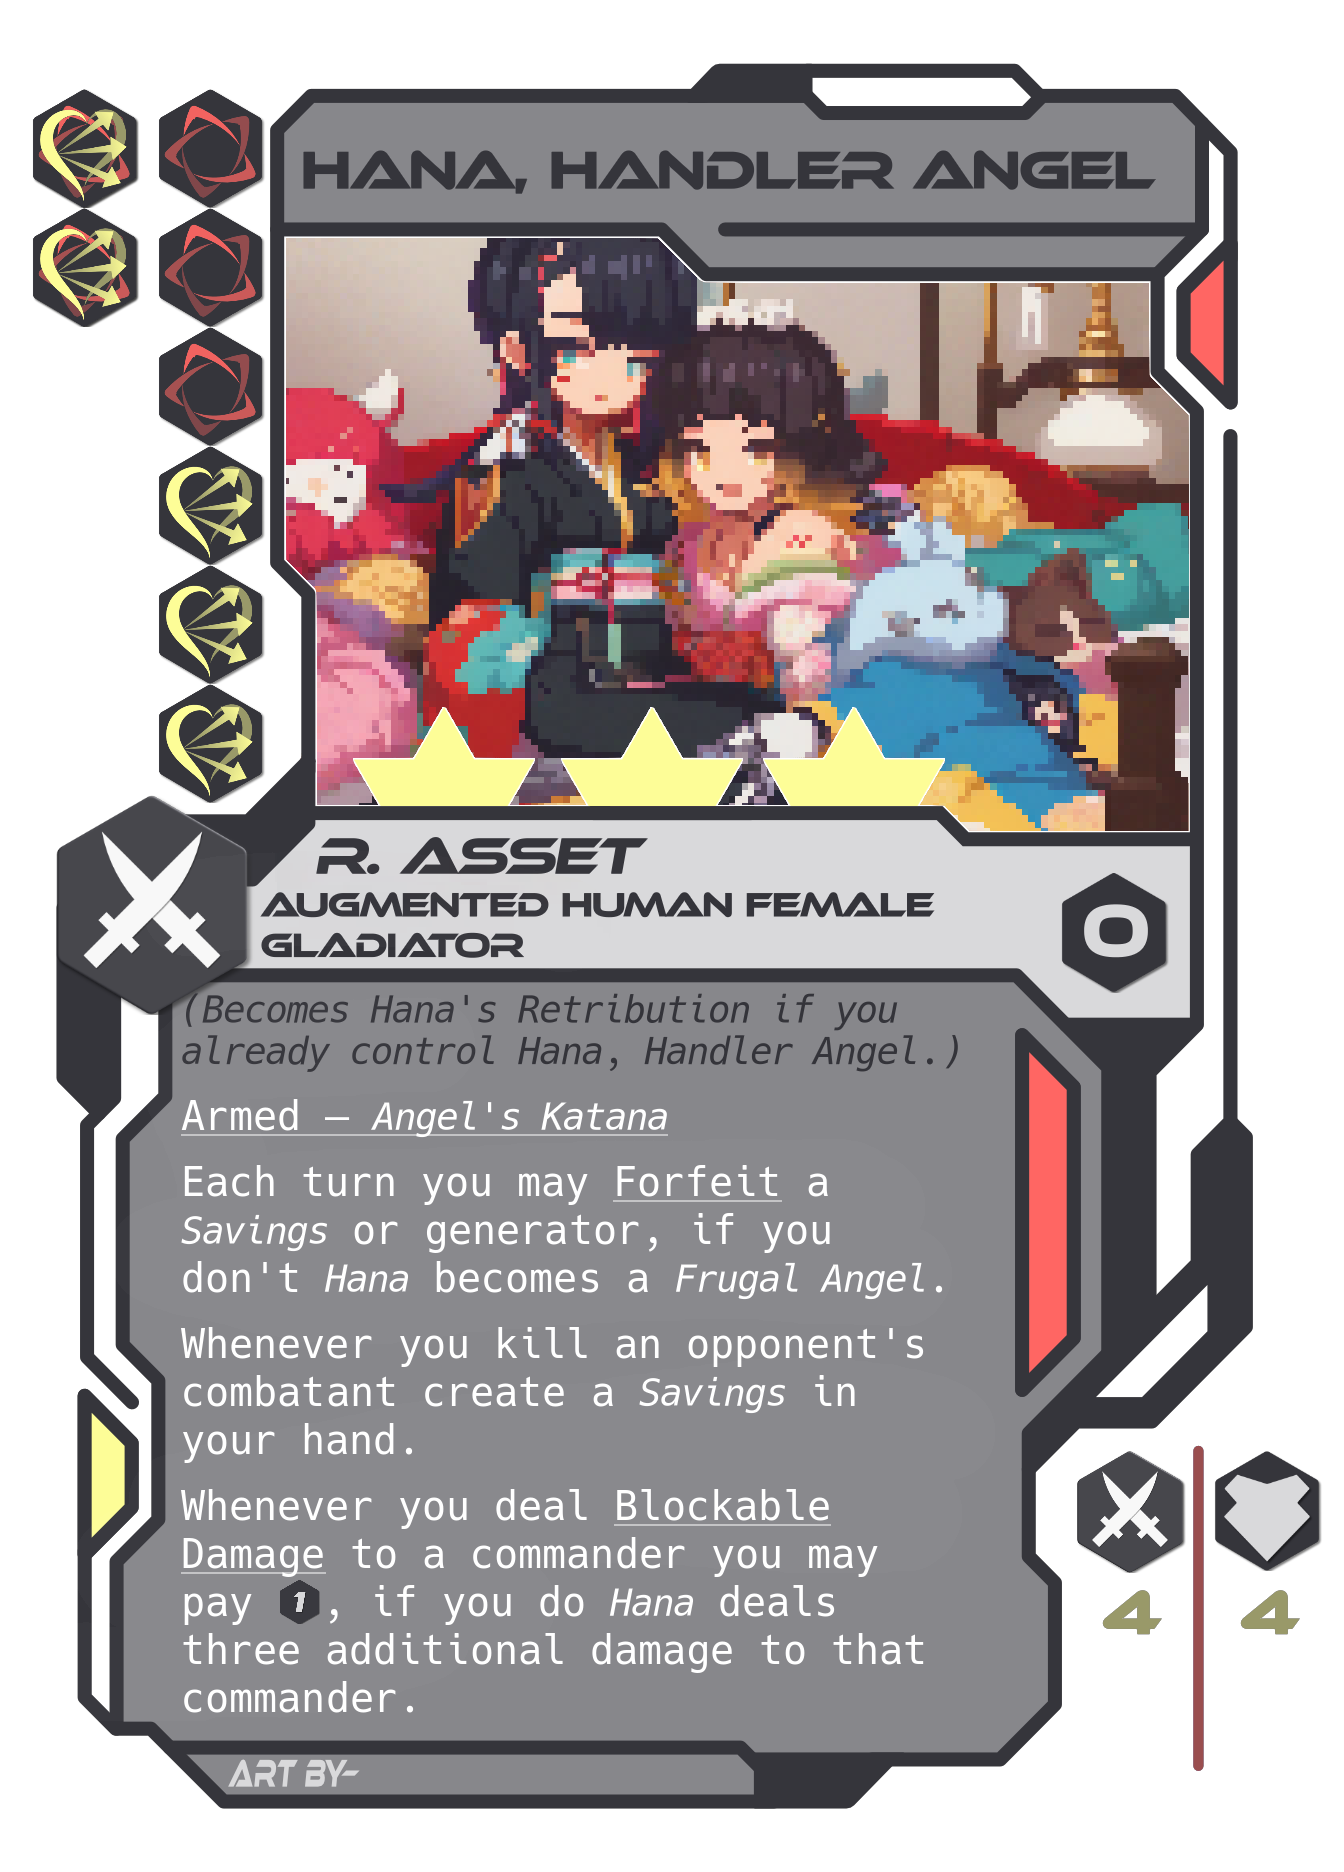 HANA, HANDLER ANGEL
R. ASSET
AUGMENTED HUMAN FEMALE
GLADIATOR
0
(Becomes Hana's Retribution if you
already control Hana, Handler Angel.)
Armed – Angel's Katana
Each turn you may Forfeit a
Savings or generator, if you
don't Hana becomes a Frugal Angel.
Whenever you kill an opponent's
combatant create a Savings in
your hand.
Whenever you deal Blockable
Damage to a commander you may
pay 1, if you do Hana deals
three additional damage to that
commander.
4 4
ART BY-